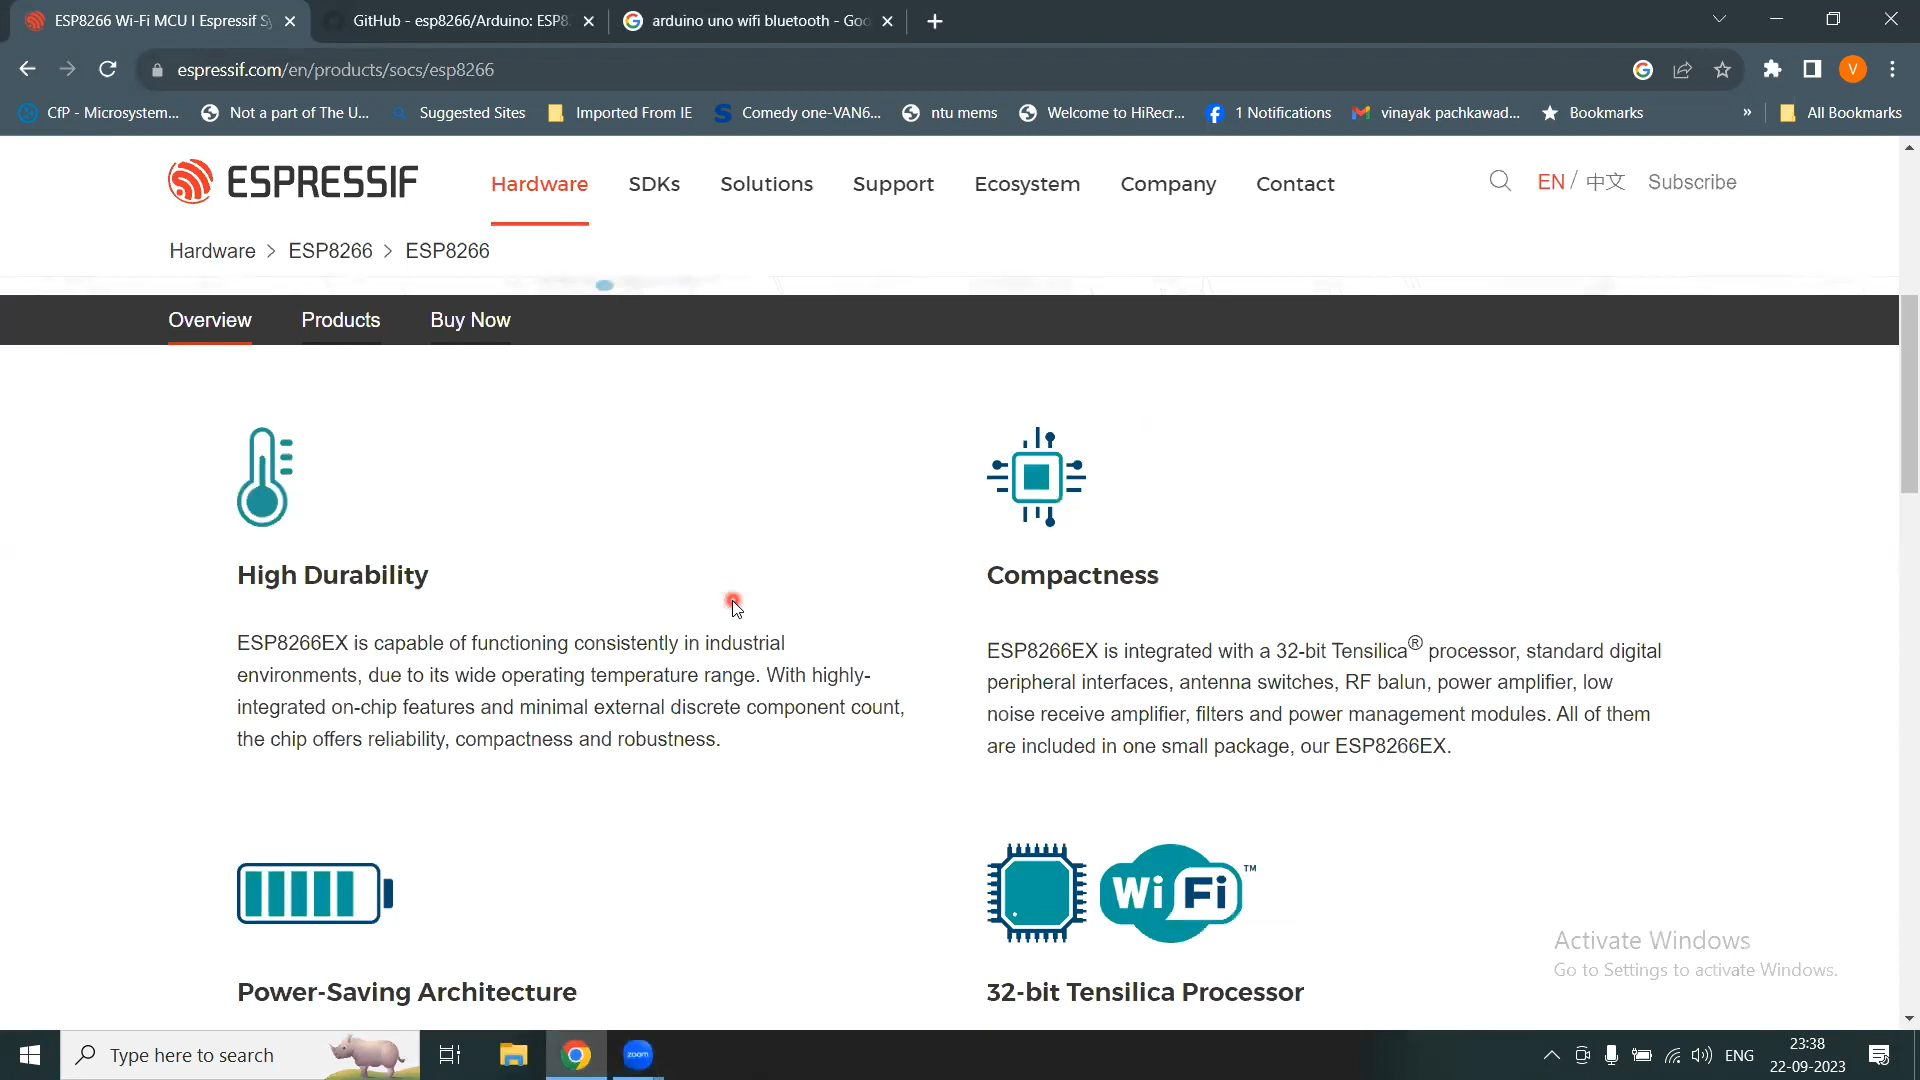 ESP8266 Wi-Fi MCU I Espressif Sy
GitHub - esp8266/Arduino: ESP8
arduino uno wifi bluetooth - Goo
espressif.com/en/products/socs/esp8266
V
CfP - Microsystem...
Not a part of The U...
Suggested Sites
Imported From IE
Comedy one-VAN6...
ntu mems
Welcome to HiRecr...
1 Notifications
vinayak pachkawad...
Bookmarks
»
All Bookmarks
ESPRESSIF
Hardware
SDKs
Solutions
Support
Ecosystem
Company
Contact
EN / 中文
Subscribe
Hardware > ESP8266 > ESP8266
Overview
Products
Buy Now
High Durability
ESP8266EX is capable of functioning consistently in industrial
environments, due to its wide operating temperature range. With highly-
integrated on-chip features and minimal external discrete component count,
the chip offers reliability, compactness and robustness.
Compactness
ESP8266EX is integrated with a 32-bit Tensilica® processor, standard digital
peripheral interfaces, antenna switches, RF balun, power amplifier, low
noise receive amplifier, filters and power management modules. All of them
are included in one small package, our ESP8266EX.
Wi Fi ™
Power-Saving Architecture
32-bit Tensilica Processor
Activate Windows
Go to Settings to activate Windows.
Type here to search
zoom
ENG
23:38
22-09-2023